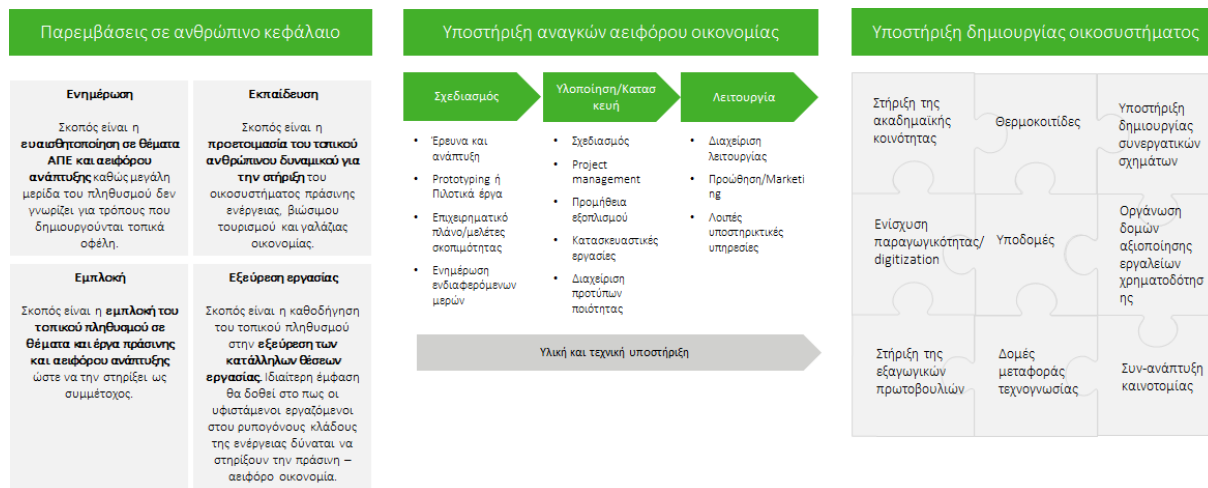 Παρεμβάσεις σε ανθρώπινο κεφάλαιο
Ενημέρωση
Σκοπός είναι η
ευαισθητοποίηση σε θέματα
ΑΠΕ και αειφόρου
ανάπτυξης καθώς μεγάλη
μερίδα του πληθυσμού δεν
γνωρίζει για τρόπους που
δημιουργούνται τοπικά
οφέλη.
Εκπαίδευση
Σκοπός είναι η
προετοιμασία του τοπικού
ανθρώπινου δυναμικού για
την στήριξη του
οικοσυστήματος πράσινης
ενέργειας, βιώσιμου
τουρισμού και γαλάζιας
οικονομίας.
Εμπλοκή
Σκοπός είναι η εμπλοκή του
τοπικού πληθυσμού σε
θέματα και έργα πράσινης
και αειφόρου ανάπτυξης
ώστε να την στηρίξει ως
συμμέτοχος.
Εξεύρεση εργασίας
Σκοπός είναι η καθοδήγηση
του τοπικού πληθυσμού
στην εξεύρεση των
κατάλληλων θέσεων
εργασίας. Ιδιαίτερη έμφαση
θα δοθεί στο πως οι
υφιστάμενοι εργαζόμενοι
στου ρυπογόνους κλάδους
της ενέργειας δύναται να
στηρίξουν την πράσινη –
αειφόρο οικονομία.
Υποστήριξη αναγκών αειφόρου οικονομίας
Σχεδιασμός
• Έρευνα και
ανάπτυξη
• Prototyping ή
Πιλοτικά έργα
• Επιχειρηματικό
πλάνο/μελέτες
σκοπιμότητας
• Ενημέρωση
ενδιαφερόμενων
μερών
Υλοποίηση/Κατασ
κευή
• Σχεδιασμός
• Project
management
• Προμήθεια
εξοπλισμού
• Κατασκευαστικές
εργασίες
• Διαχείριση
προτύπων
ποιότητας
Λειτουργία
• Διαχείριση
λειτουργίας
• Προώθηση/Marketi
ng
• Λοιπές
υποστηρικτικές
υπηρεσίες
Υλική και τεχνική υποστήριξη
Υποστήριξη δημιουργίας οικοσυστήματος
Στήριξη της
ακαδημαϊκής
κοινότητας
Θερμοκοιτίδες
Υποστήριξη
δημιουργίας
συνεργατικών
σχημάτων
Ενίσχυση
παραγωγικότητας/
digitization
Υποδομές
Οργάνωση
δομών
αξιοποίησης
εργαλείων
χρηματοδότησ
ης
Στήριξη της
εξαγωγικών
πρωτοβουλιών
Δομές
μεταφοράς
τεχνογνωσίας
Συν-ανάπτυξη
καινοτομίας